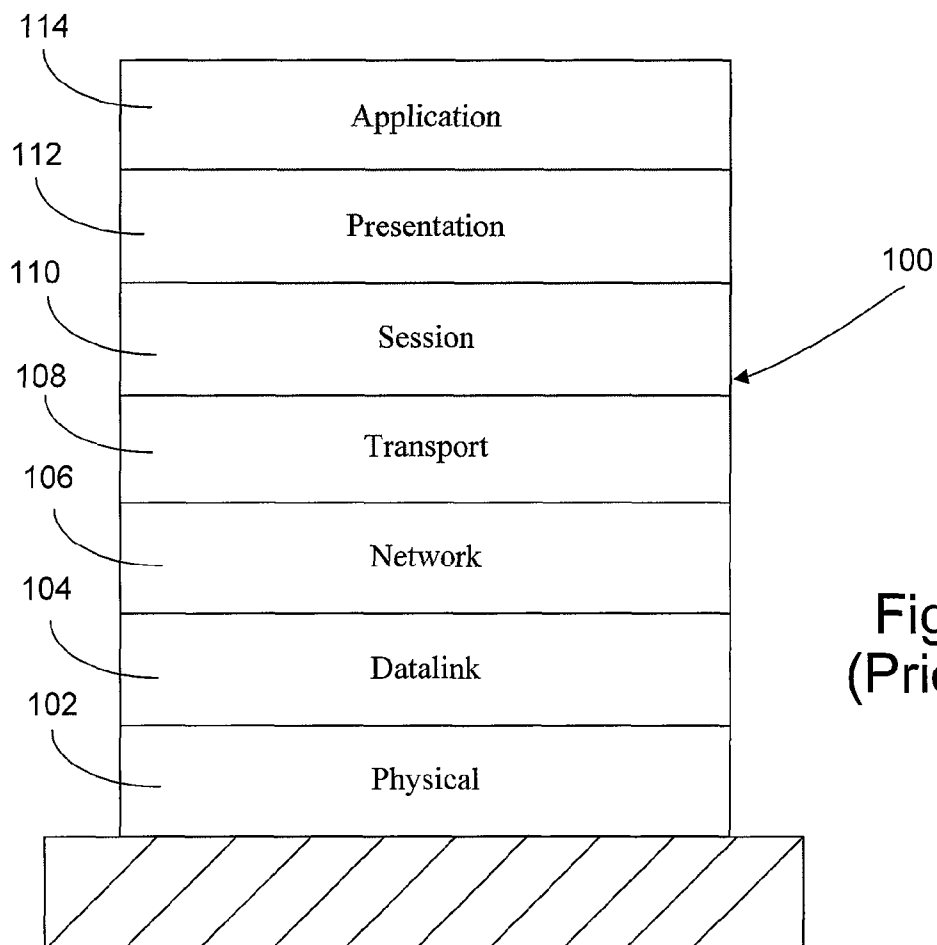 114
Application
112
Presentation
110
100
Session
108
Transport
106
Network
104
Datalink
102
Physical